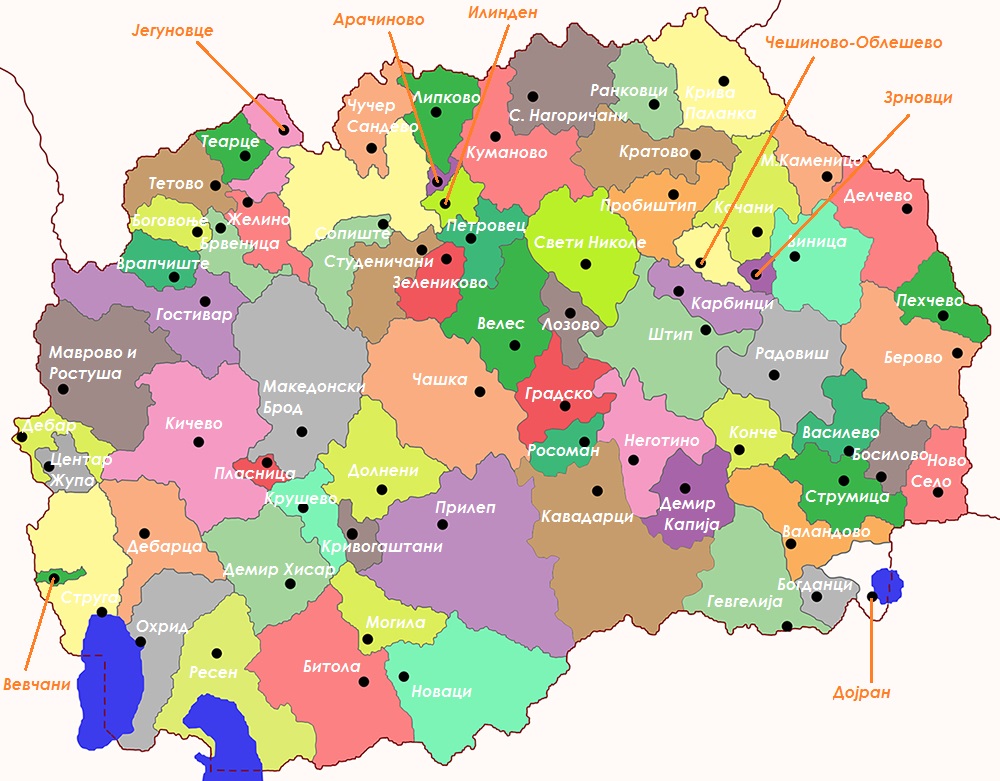 Илинден
Арачиново
Јегуновце
Чешиново-Облешево
Зрновци
Липково
Ранковци
Крива
Паланка
Чучер
Сандево
С. Нагоричани
Теарце
Куманово
Кратово
М.Каменица
Тетово
Делчево
Пробиштип
Качани
Боговоње
Желино
Петровец
Сопиште
Брвеница
Свети Николе
Виница
Врапчиште
Студеничани
Зелениково
Карбинци
Пехчево
Гостивар
Велес
Лозово
Штип
Маврово и
Ростуша
Радовиш
Берово
Чашка
Македонски
Брод
Градско
Кичево
Дебар
Неготино
Конче
Василево
Росоман
Босилово
Ново
Село
Центар
Жупа
Пласница
Долнени
Крушево
Демир
Капија
Струмица
Прилеп
Кавадарци
Дебарца
Кривогаштани
Валандово
Демир Хисар
Богданци
Струга
Гевгелија
Охрид
Могила
Ресен
Битола
Новаци
Вевчани
Дојран